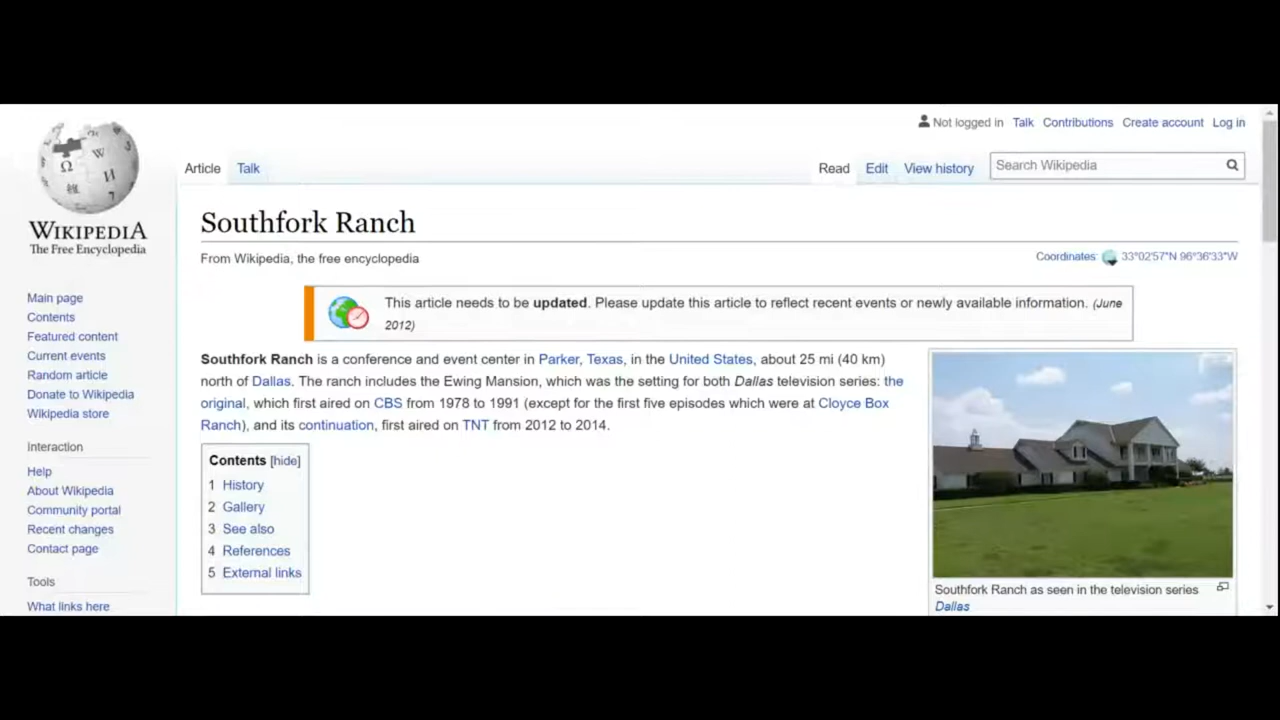 Not logged in Talk Contributions Create account Log in
Article Talk Read Edit View history Search Wikipedia
WIKIPEDIA
The Free Encyclopedia
Southfork Ranch
From Wikipedia, the free encyclopedia
Coordinates: 33°02′57″N 96°36′33″W
This article needs to be updated. Please update this article to reflect recent events or newly available information. (June
2012)
Southfork Ranch is a conference and event center in Parker, Texas, in the United States, about 25 mi (40 km)
north of Dallas. The ranch includes the Ewing Mansion, which was the setting for both Dallas television series: the
original, which first aired on CBS from 1978 to 1991 (except for the first five episodes which were at Cloyce Box
Ranch), and its continuation, first aired on TNT from 2012 to 2014.
Contents [hide]
1 History
2 Gallery
3 See also
4 References
5 External links
Southfork Ranch as seen in the television series
Dallas
Main page
Contents
Featured content
Current events
Random article
Donate to Wikipedia
Wikipedia store
Interaction
Help
About Wikipedia
Community portal
Recent changes
Contact page
Tools
What links here